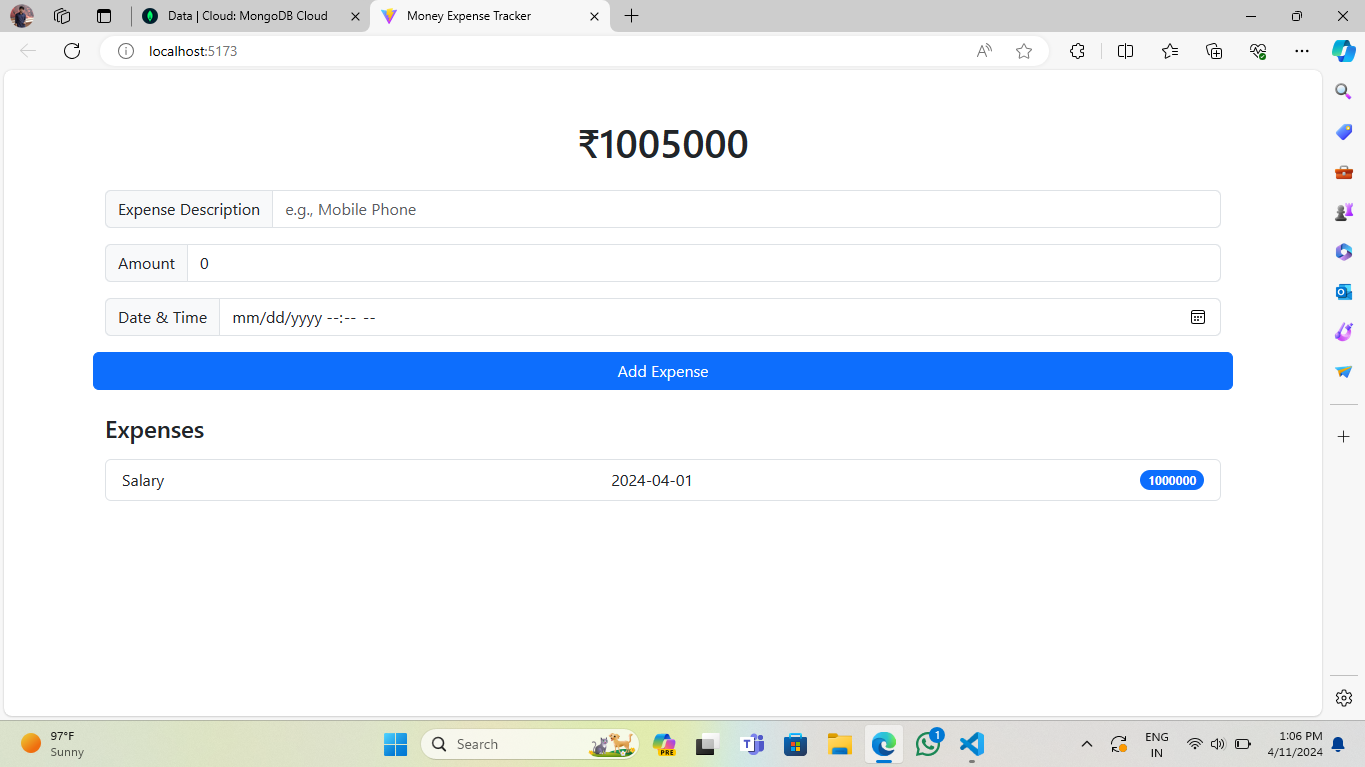 Data | Cloud: MongoDB Cloud
Money Expense Tracker
localhost:5173
₹1005000
Expense Description
e.g., Mobile Phone
Amount
0
Date & Time
mm/dd/yyyy --:-- --
Add Expense
Expenses
Salary
2024-04-01
1000000
97°F
Sunny
Search
PRE
1
ENG
IN
1:06 PM
4/11/2024